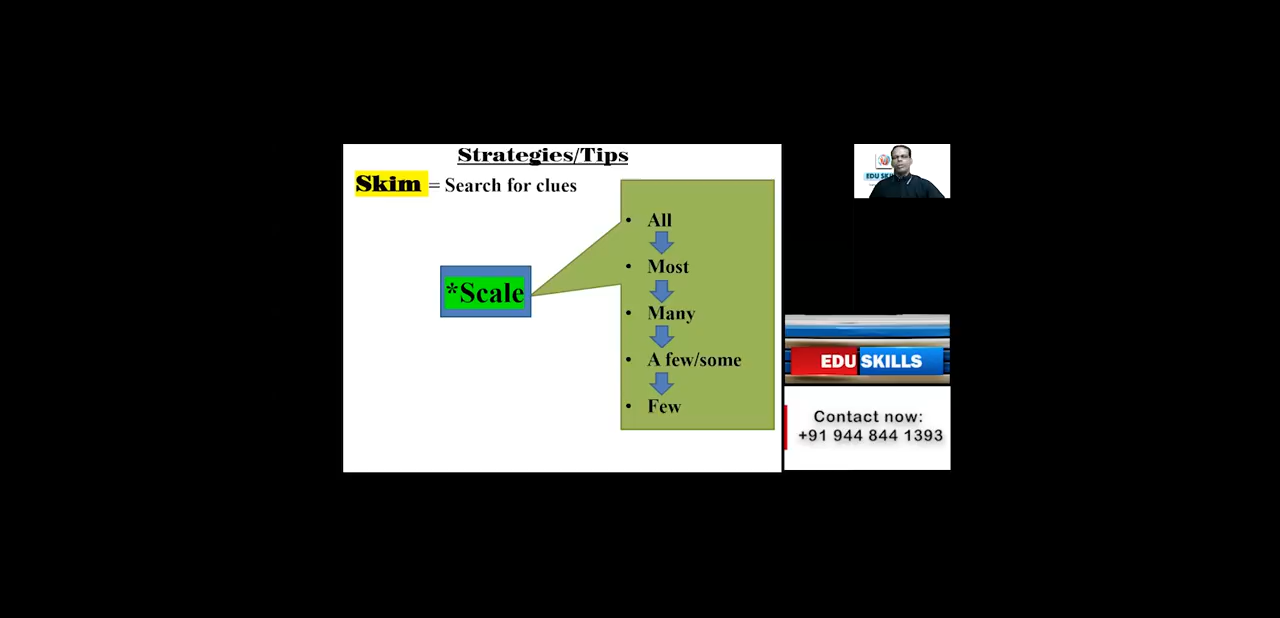 Strategies/Tips
Skim = Search for clues
*Scale
• All
• Most
• Many
• A few/some
• Few
EDU SKILLS
Contact now:
+91 944 844 1393